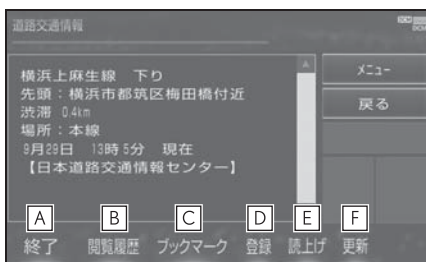 道路交通情報
横浜上麻生線 下り
先頭：横浜市都筑区梅田橋付近
渋滞 0.4km
場所：本線
9月29日 13時5分 現在
【日本道路交通情報センター】
メニュー
戻る
A B C D E F
終了 閲覧履歴 ブックマーク 登録 読上げ 更新